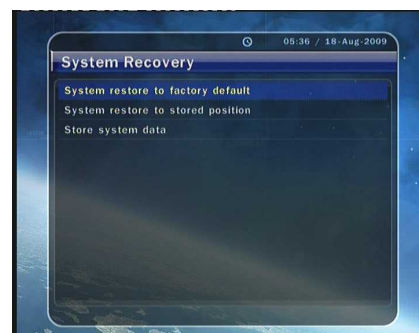 05:36 / 18-Aug-2009
System Recovery
System restore to factory default
System restore to stored position
Store system data